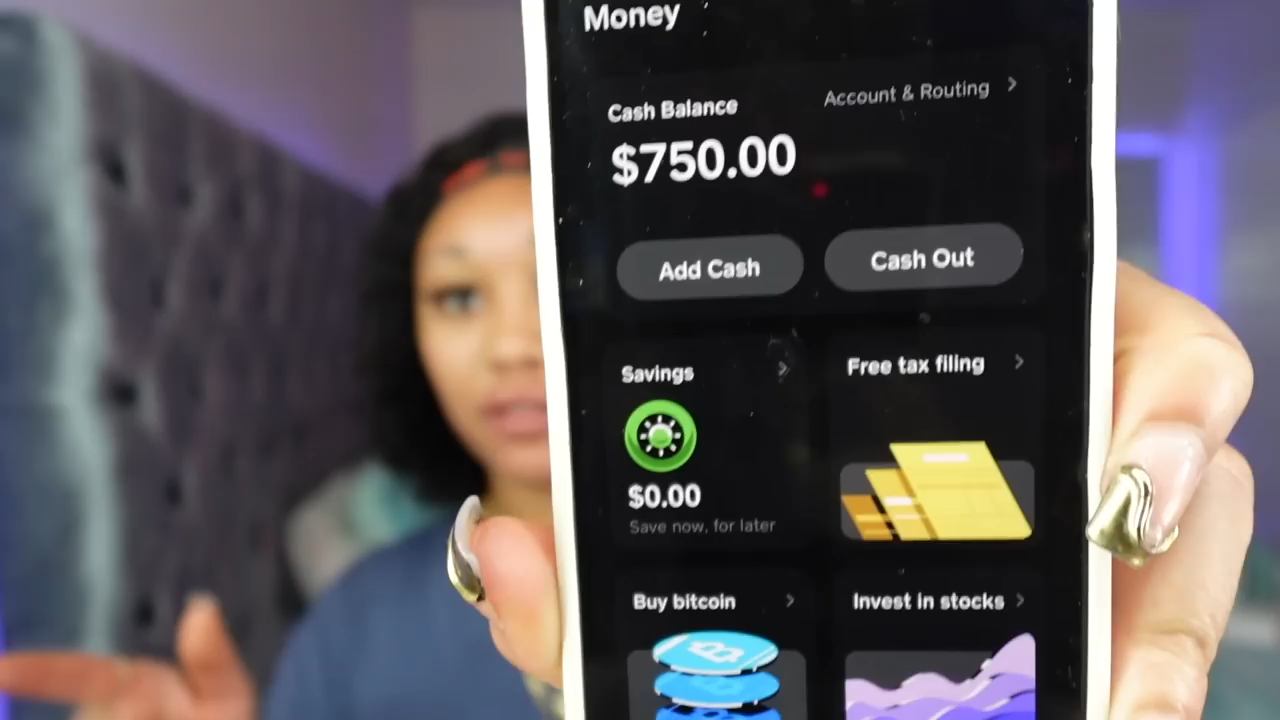 Money
Cash Balance
Account & Routing
$750.00
Add Cash
Cash Out
Savings
Free tax filing
$0.00
Save now, for later
Buy bitcoin
Invest in stocks